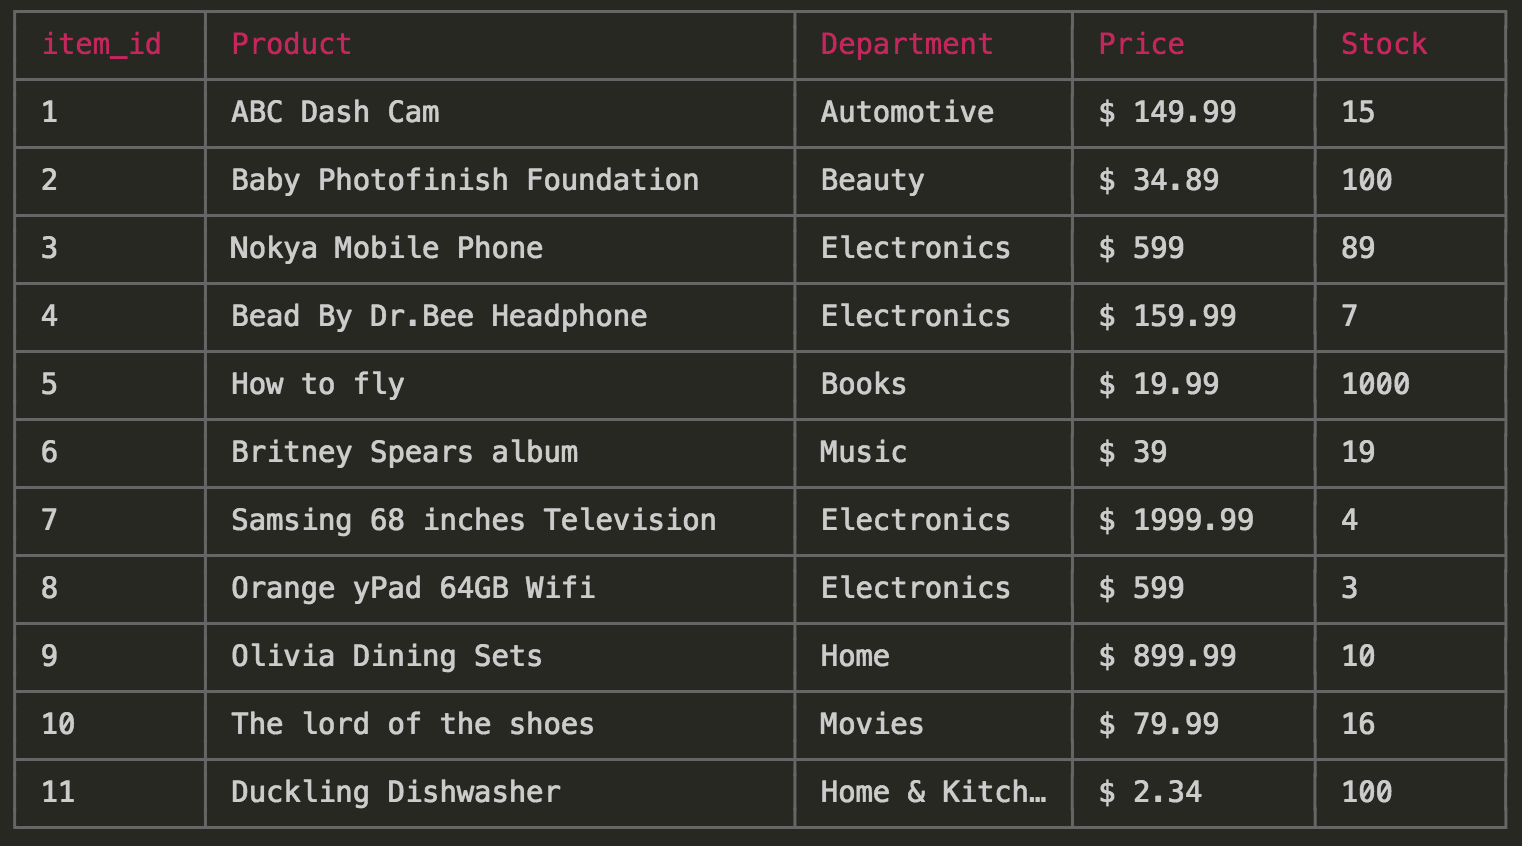 item_id Product Department Price Stock
1 ABC Dash Cam Automotive $ 149.99 15
2 Baby Photofinish Foundation Beauty $ 34.89 100
3 Nokya Mobile Phone Electronics $ 599 89
4 Bead By Dr.Bee Headphone Electronics $ 159.99 7
5 How to fly Books $ 19.99 1000
6 Britney Spears album Music $ 39 19
7 Samsing 68 inches Television Electronics $ 1999.99 4
8 Orange yPad 64GB Wifi Electronics $ 599 3
9 Olivia Dining Sets Home $ 899.99 10
10 The lord of the shoes Movies $ 79.99 16
11 Duckling Dishwasher Home & Kitch… $ 2.34 100